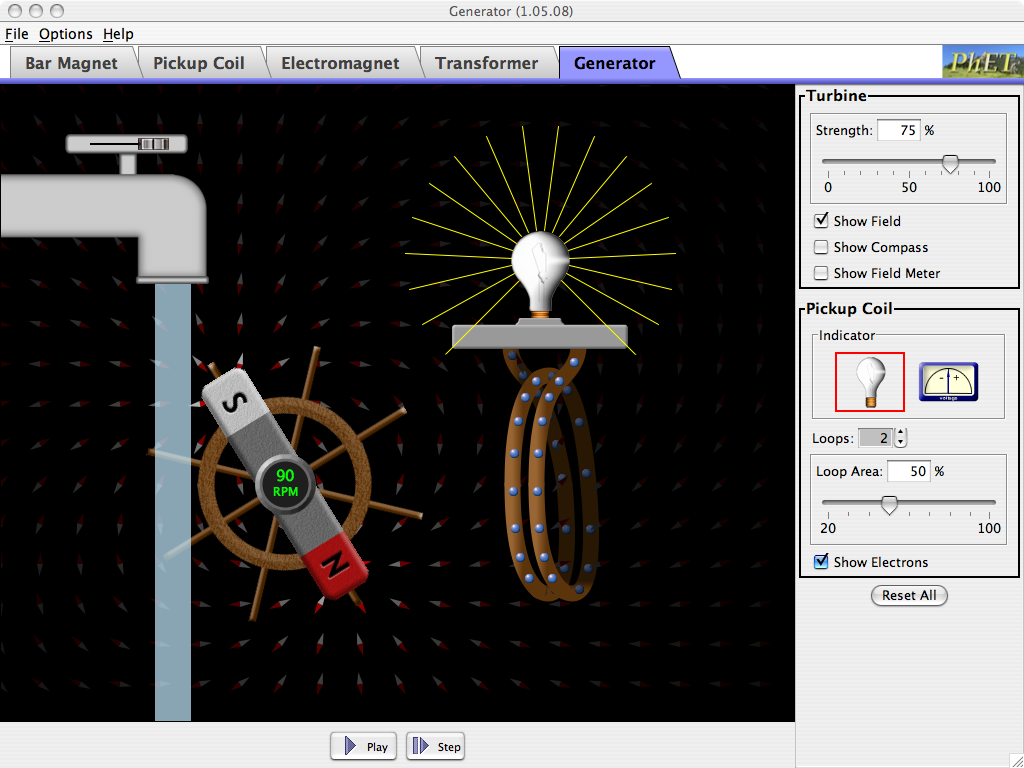 Generator (1.05.08)
File Options Help
Bar Magnet Pickup Coil Electromagnet Transformer Generator
PhET
Turbine
Strength: 75 %
0 50 100
Show Field
Show Compass
Show Field Meter
Pickup Coil
Indicator
- +
voltage
Loops: 2
Loop Area: 50 %
20 100
Show Electrons
Reset All
S
90
RPM
N
Play Step